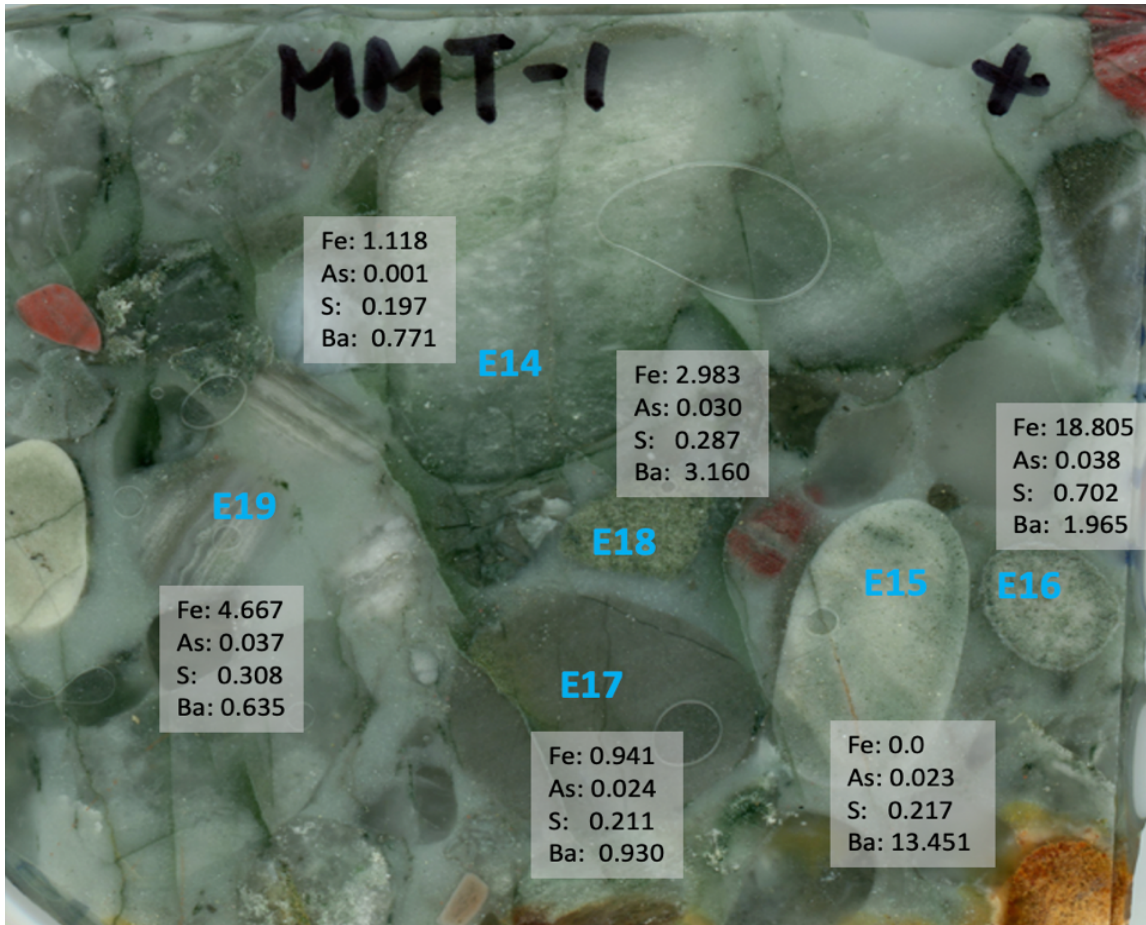 MMT-1 +
Fe: 1.118
As: 0.001
S: 0.197
Ba: 0.771
E14
Fe: 2.983
As: 0.030
S: 0.287
Ba: 3.160
E18
Fe: 18.805
As: 0.038
S: 0.702
Ba: 1.965
E16
E15
Fe: 0.0
As: 0.023
S: 0.217
Ba: 13.451
E19
Fe: 4.667
As: 0.037
S: 0.308
Ba: 0.635
E17
Fe: 0.941
As: 0.024
S: 0.211
Ba: 0.930